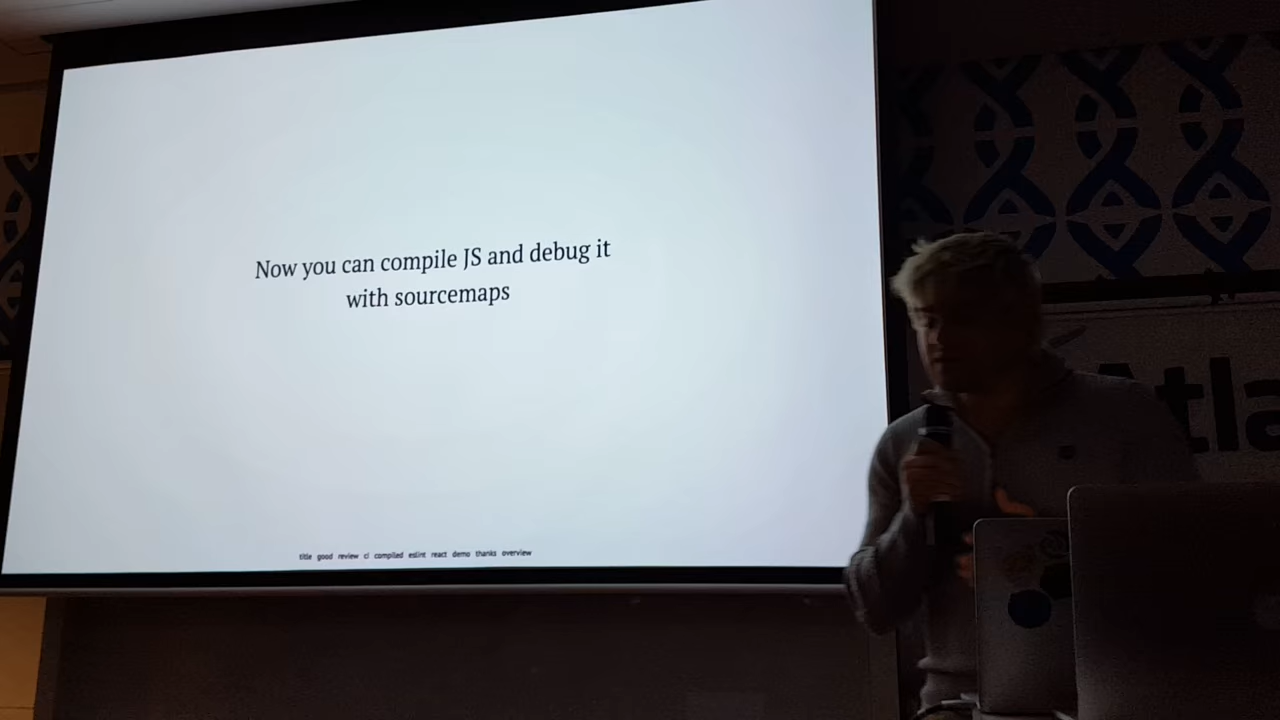 Now you can compile JS and debug it
with sourcemaps
title good review ci compiled eslint react demo thanks overview
Atla